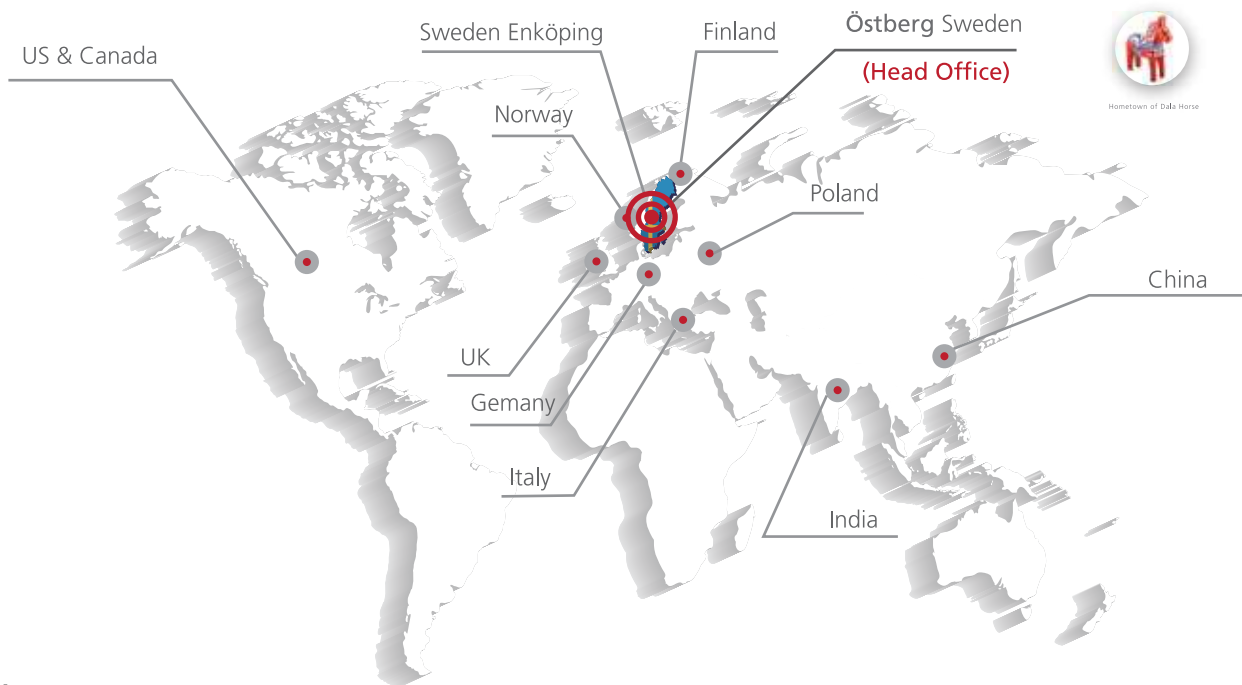 US & Canada
Sweden Enköping
Finland
Östberg Sweden
(Head Office)
Hometown of Dala Horse
Norway
Poland
China
UK
Gemany
Italy
India